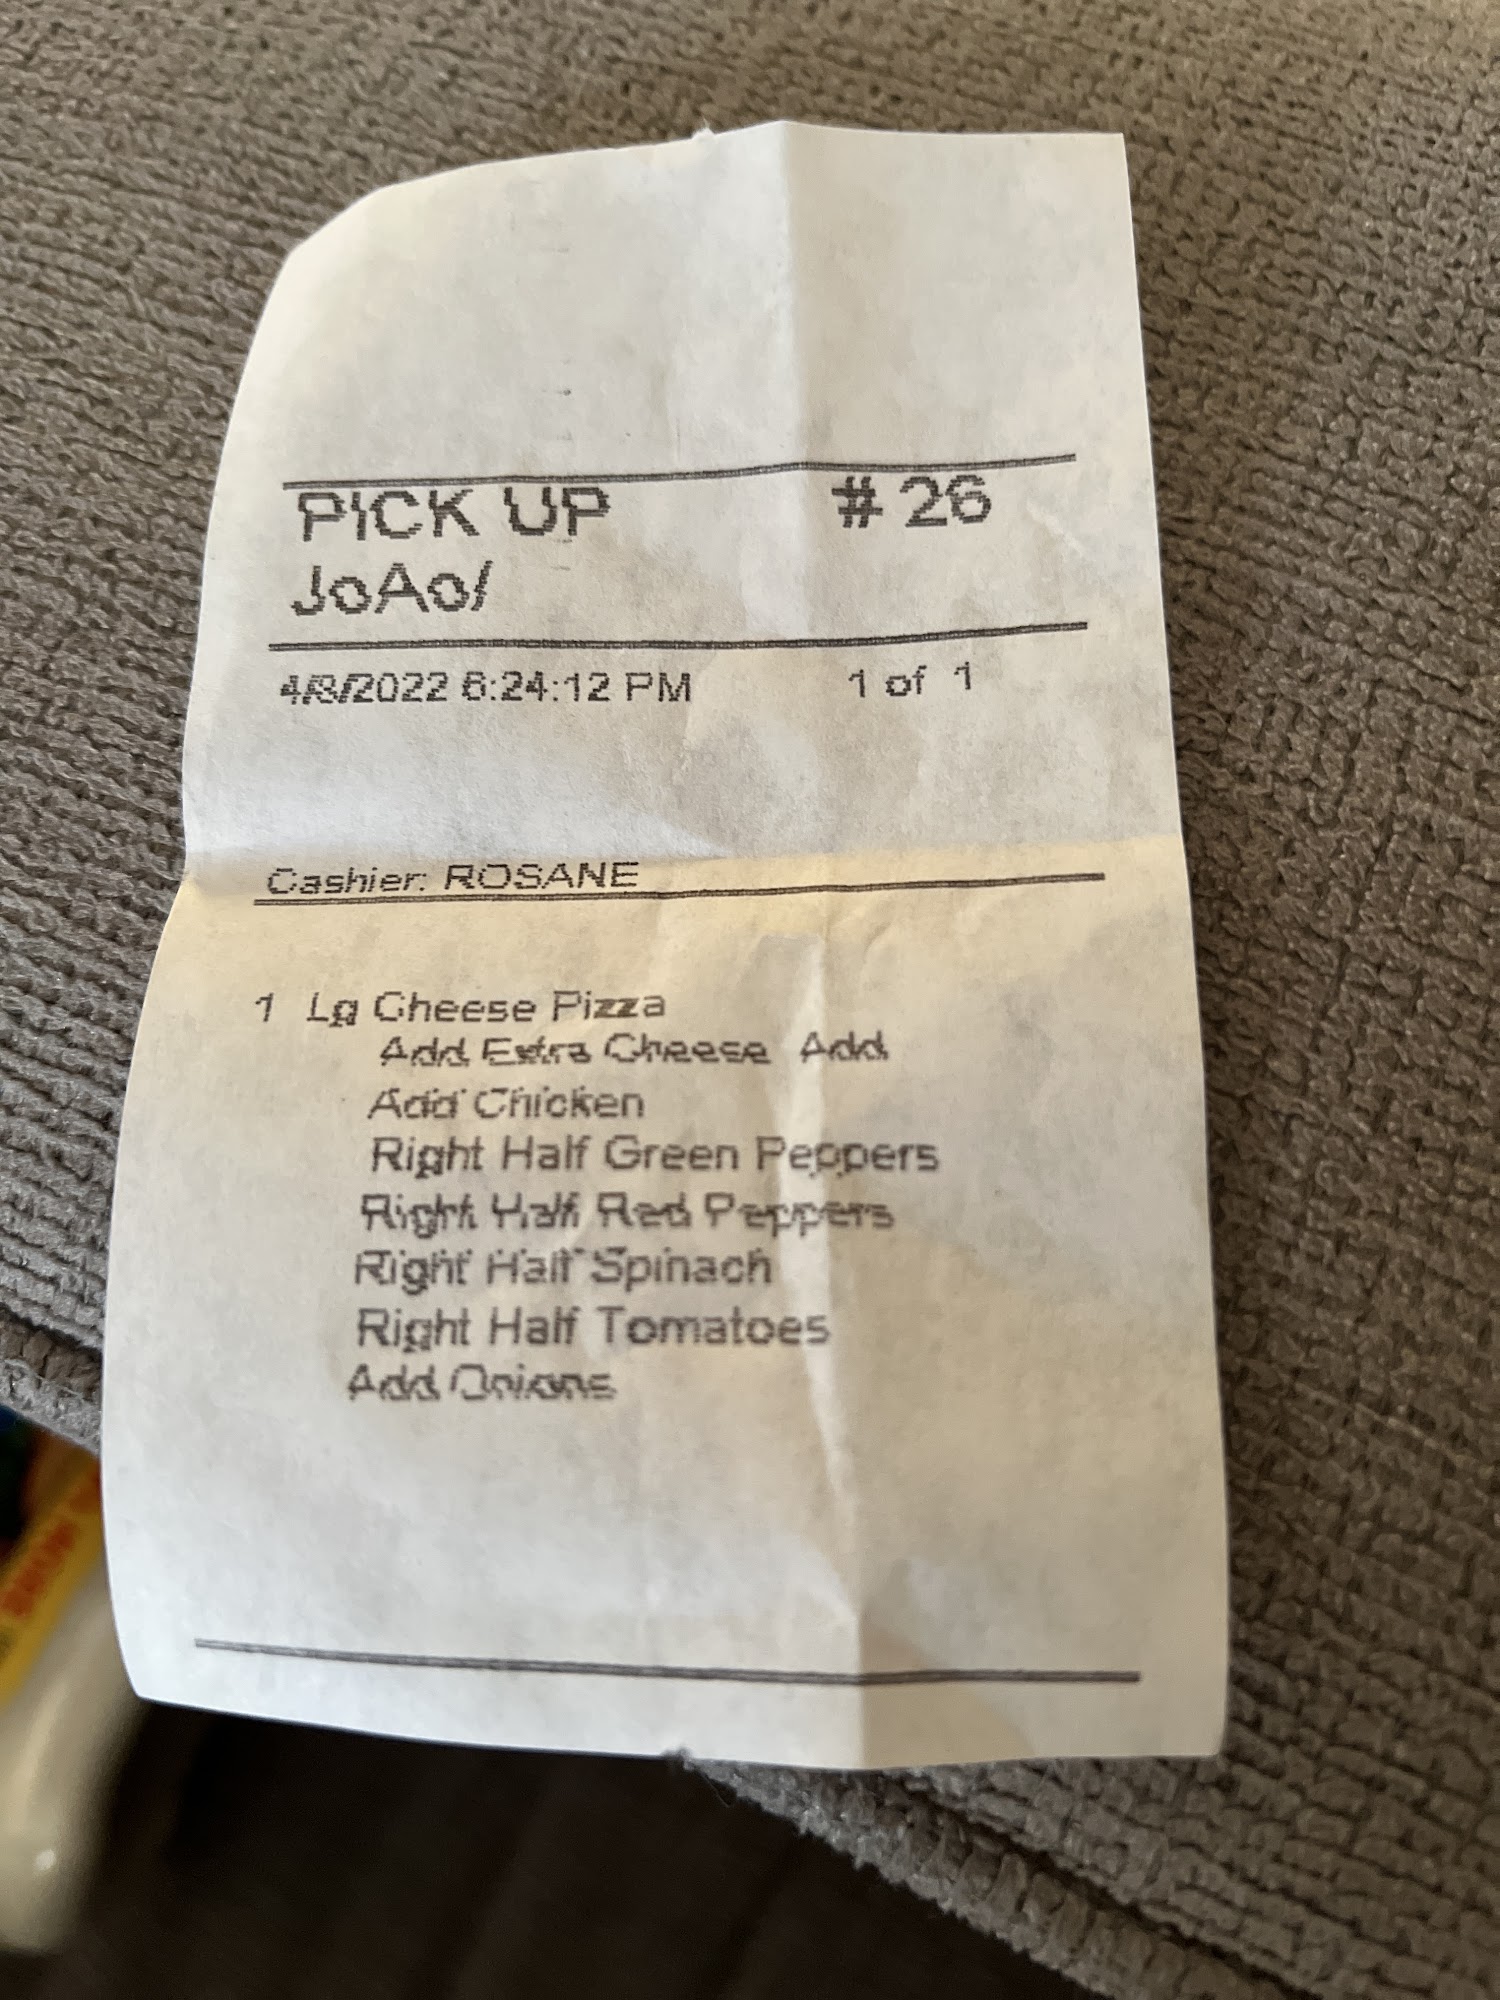 PICK UP # 26
JoAo/
4/8/2022 6:24:12 PM 1 of 1
Cashier: ROSANE
1 Lg Cheese Pizza
Add Extra Cheese Add
Add Chicken
Right Half Green Peppers
Right Half Red Peppers
Right Half Spinach
Right Half Tomatoes
Add Onions